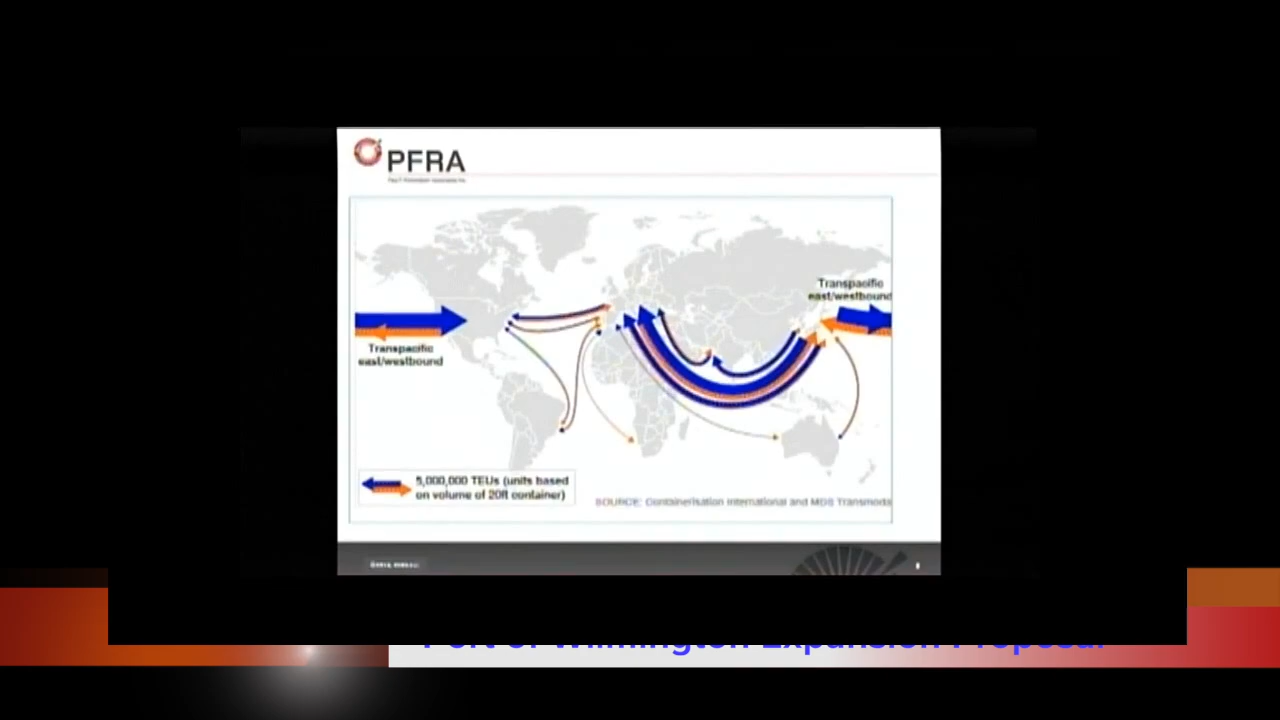 PFRA
Transpacific
east/westbound
Transpacific
east/westbound
5,000,000 TEUs (units based
on volume of 20ft container)
SOURCE: Containerisation International and MDS Transmoda
Port of Wilmington Expansion Proposal